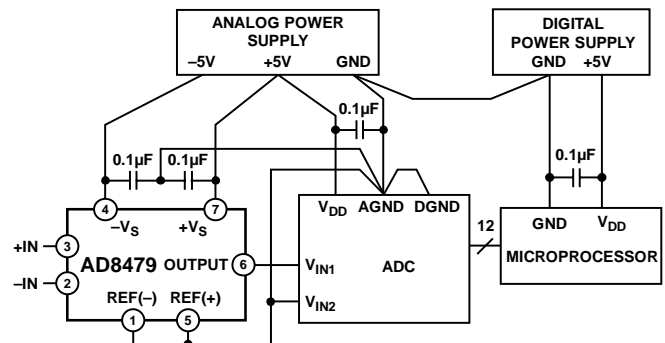 ANALOG POWER
SUPPLY
–5V +5V GND
DIGITAL
POWER SUPPLY
GND +5V
0.1µF
0.1µF 0.1µF
0.1µF
4 7
–VS +VS
VDD AGND DGND
GND VDD
12
MICROPROCESSOR
+IN 3
–IN 2
AD8479 OUTPUT 6
VIN1
ADC
VIN2
REF(–) REF(+)
1 5